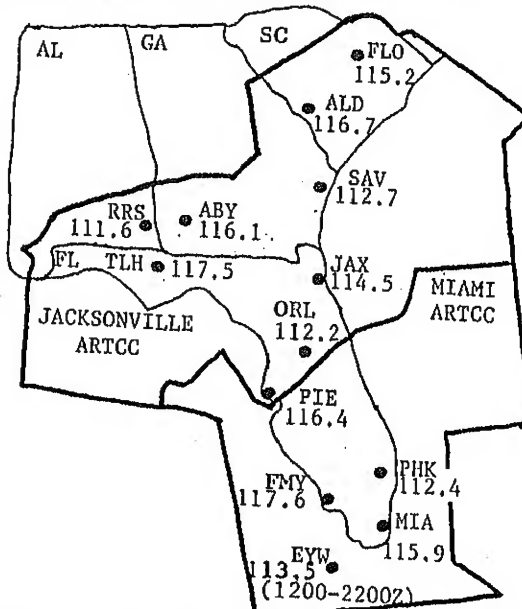 AL
GA
SC
FLO
115.2
ALD
116.7
SAV
112.7
RRS
111.6
ABY
116.1
FL
TLH
117.5
JAX
114.5
MIAMI
ARTCC
JACKSONVILLE
ARTCC
ORL
112.2
PIE
116.4
PHK
112.4
FMY
117.6
MIA
115.9
EYW
113.5
(1200-2200Z)